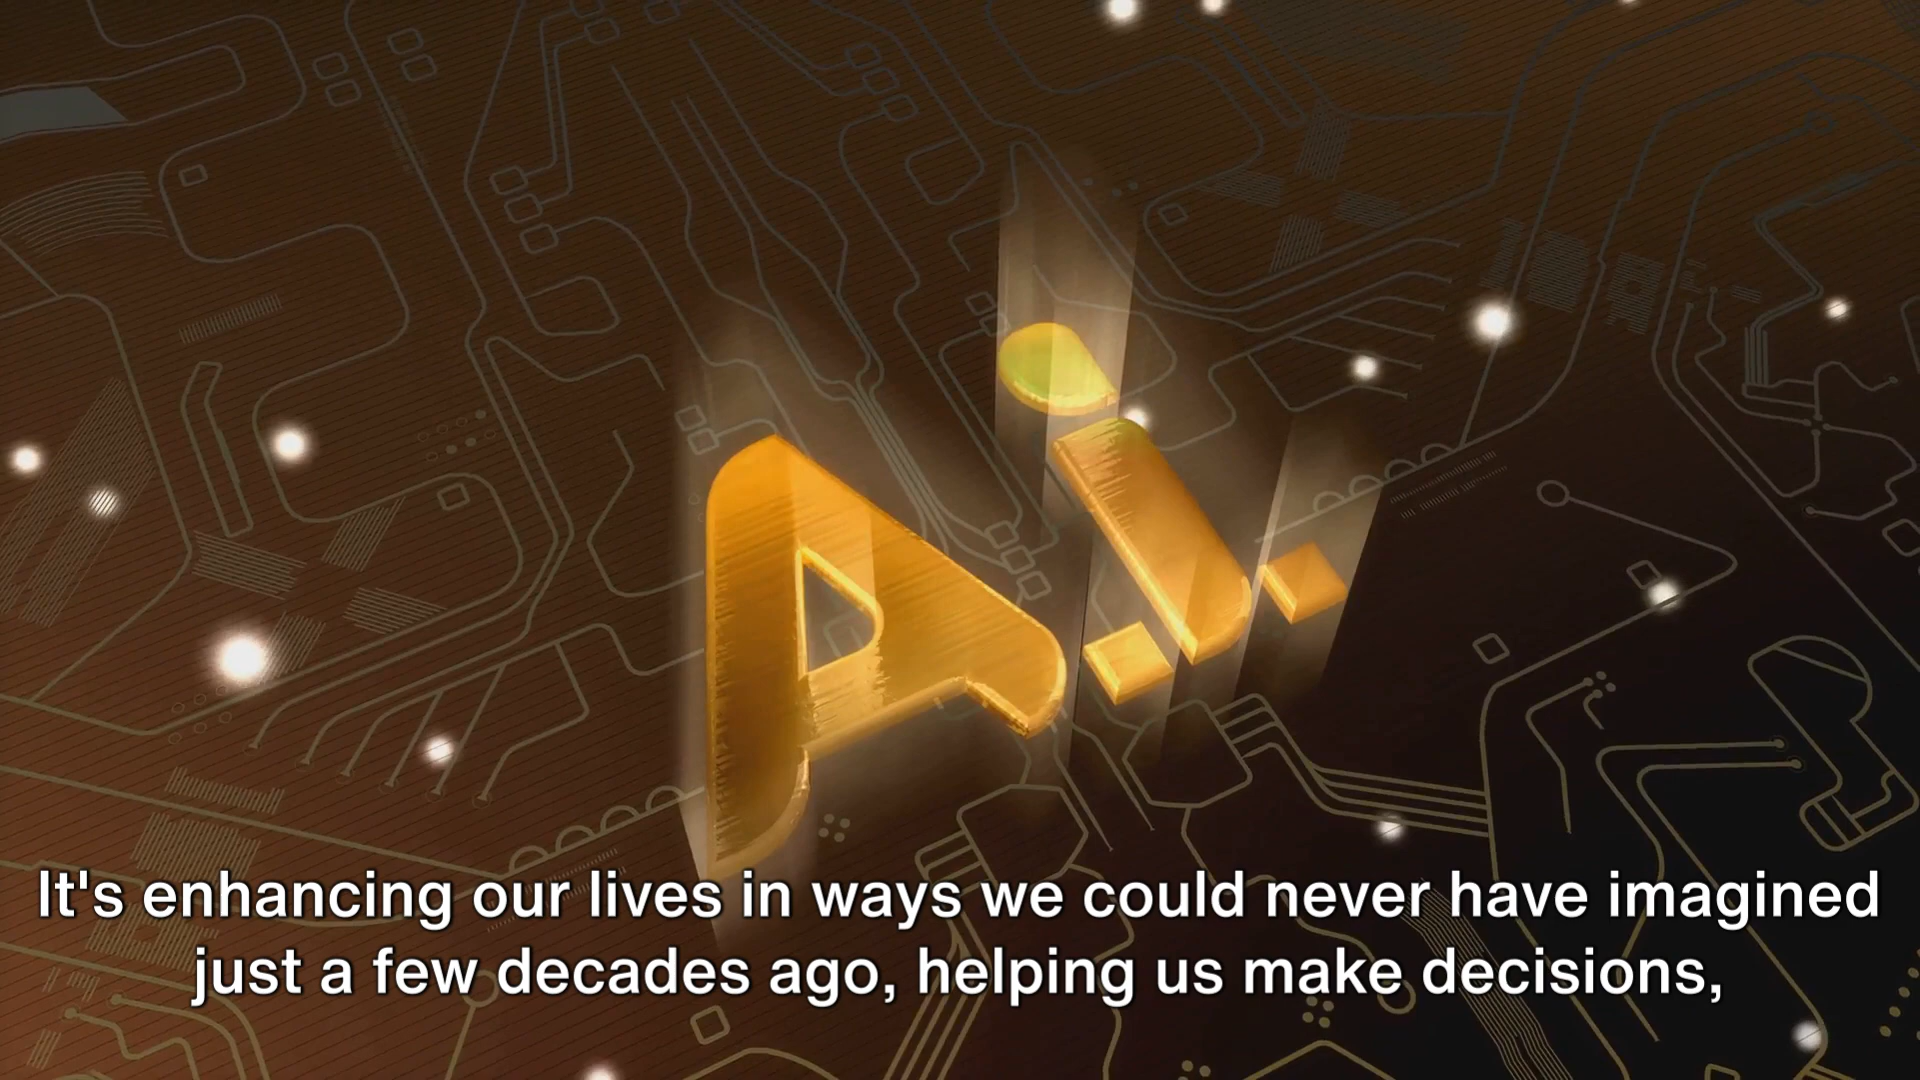 A.I.
It's enhancing our lives in ways we could never have imagined
just a few decades ago, helping us make decisions,